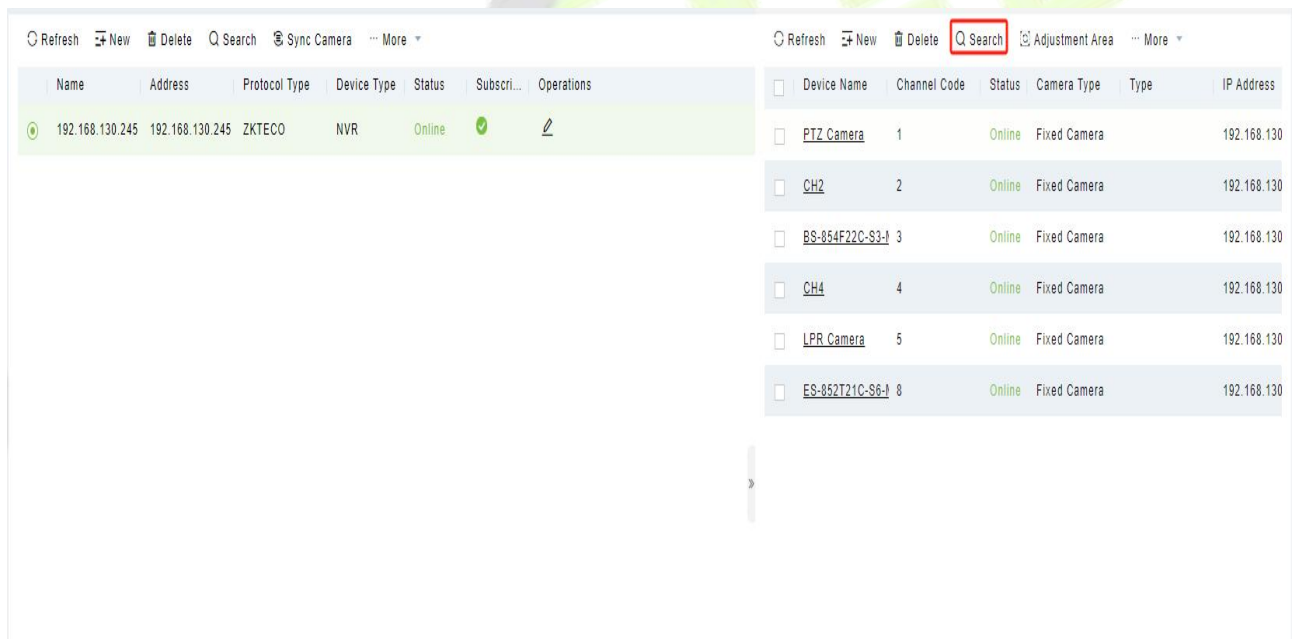 Refresh New Delete Search Sync Camera ··· More
Name Address Protocol Type Device Type Status Subscri... Operations
192.168.130.245 192.168.130.245 ZKTECO NVR Online
Refresh New Delete Search Adjustment Area ··· More
Device Name Channel Code Status Camera Type Type IP Address
PTZ Camera 1 Online Fixed Camera 192.168.130
CH2 2 Online Fixed Camera 192.168.130
BS-854F22C-S3-M 3 Online Fixed Camera 192.168.130
CH4 4 Online Fixed Camera 192.168.130
LPR Camera 5 Online Fixed Camera 192.168.130
ES-852T21C-S6-M 8 Online Fixed Camera 192.168.130